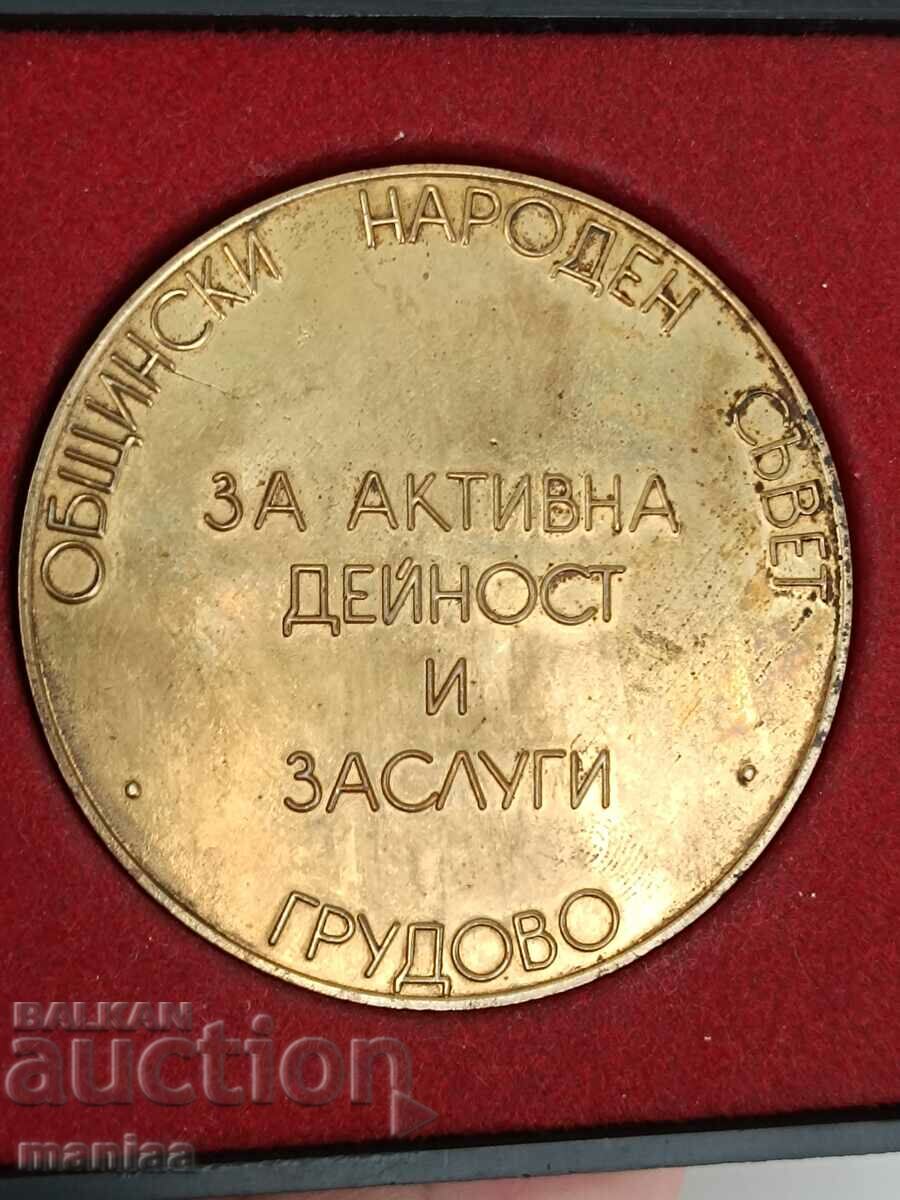 ОБЩИНСКИ НАРОДЕН СЪВЕТ
ЗА АКТИВНА
ДЕЙНОСТ
И
ЗАСЛУГИ
ГРУДОВО
BALKAN
auction
maniaa